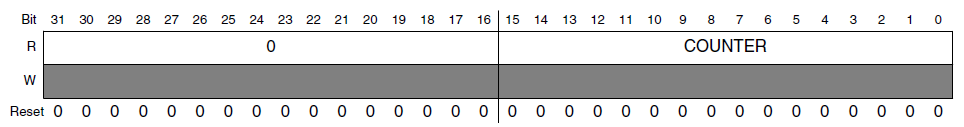 Bit 31 30 29 28 27 26 25 24 23 22 21 20 19 18 17 16 15 14 13 12 11 10 9 8 7 6 5 4 3 2 1 0
R 0 COUNTER
W
Reset 0 0 0 0 0 0 0 0 0 0 0 0 0 0 0 0 0 0 0 0 0 0 0 0 0 0 0 0 0 0 0 0